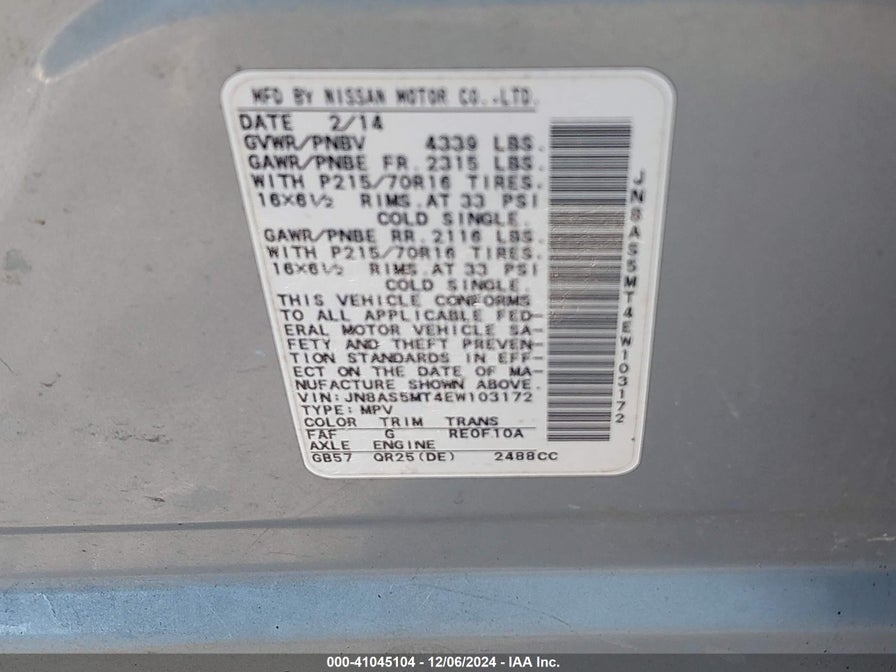 MFD BY NISSAN MOTOR CO.,LTD.
DATE 2/14
GVWR/PNBV 4339 LBS.
GAWR/PNBE FR. 2315 LBS.
WITH P215/70R16 TIRES.
16×6½ RIMS.AT 33 PSI
COLD SINGLE.
GAWR/PNBE RR. 2116 LBS.
WITH P215/70R16 TIRES.
16×6½ RIMS.AT 33 PSI
COLD SINGLE.
THIS VEHICLE CONFORMS
TO ALL APPLICABLE FED-
ERAL MOTOR VEHICLE SA-
FETY AND THEFT PREVEN-
TION STANDARDS IN EFF-
ECT ON THE DATE OF MA-
NUFACTURE SHOWN ABOVE.
VIN:JN8AS5MT4EW103172
TYPE:MPV
COLOR TRIM TRANS
FAF G RE0F10A
AXLE ENGINE
GB57 QR25(DE) 2488CC
JN8AS5MT4EW103172
000-41045104 - 12/06/2024 - IAA Inc.